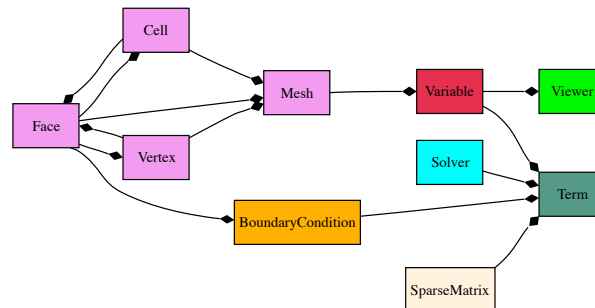 Cell
Mesh
Variable
Viewer
Face
Vertex
Solver
Term
BoundaryCondition
SparseMatrix